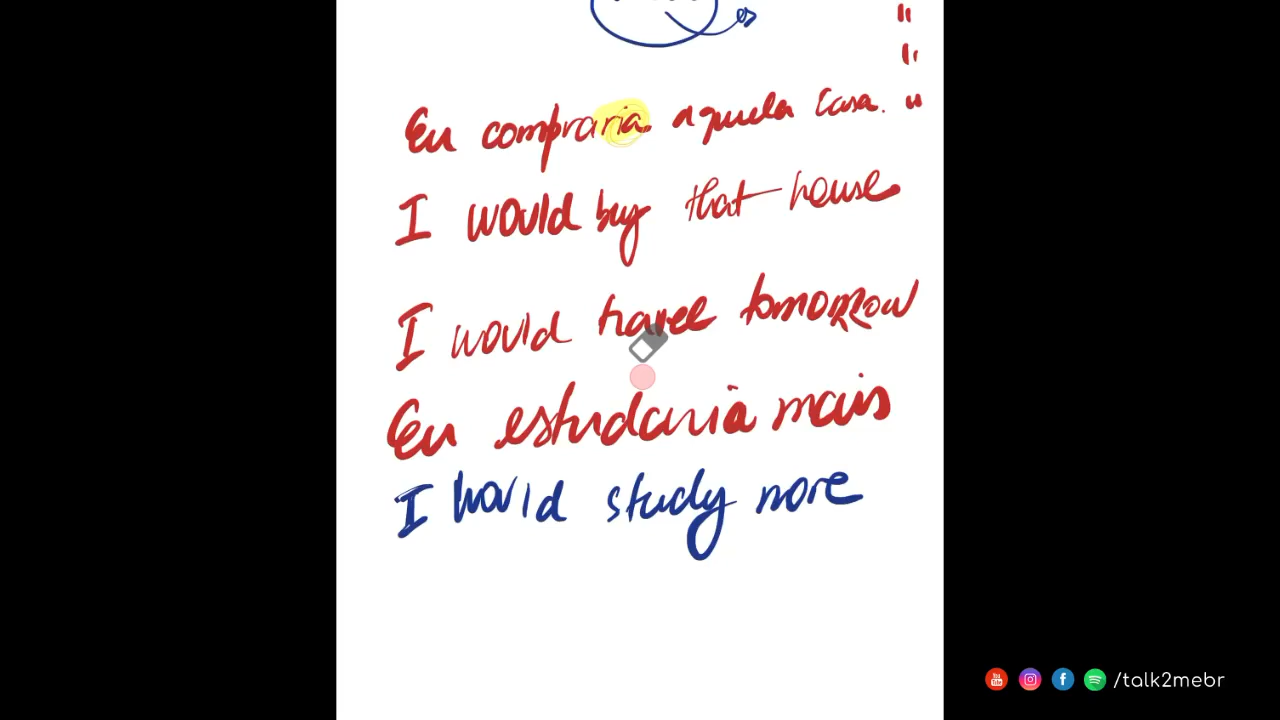 Eu compraria aquela casa.
I would buy that house
I would travel tomorrow
Eu estudaria mais
I would study more
/talk2mebr